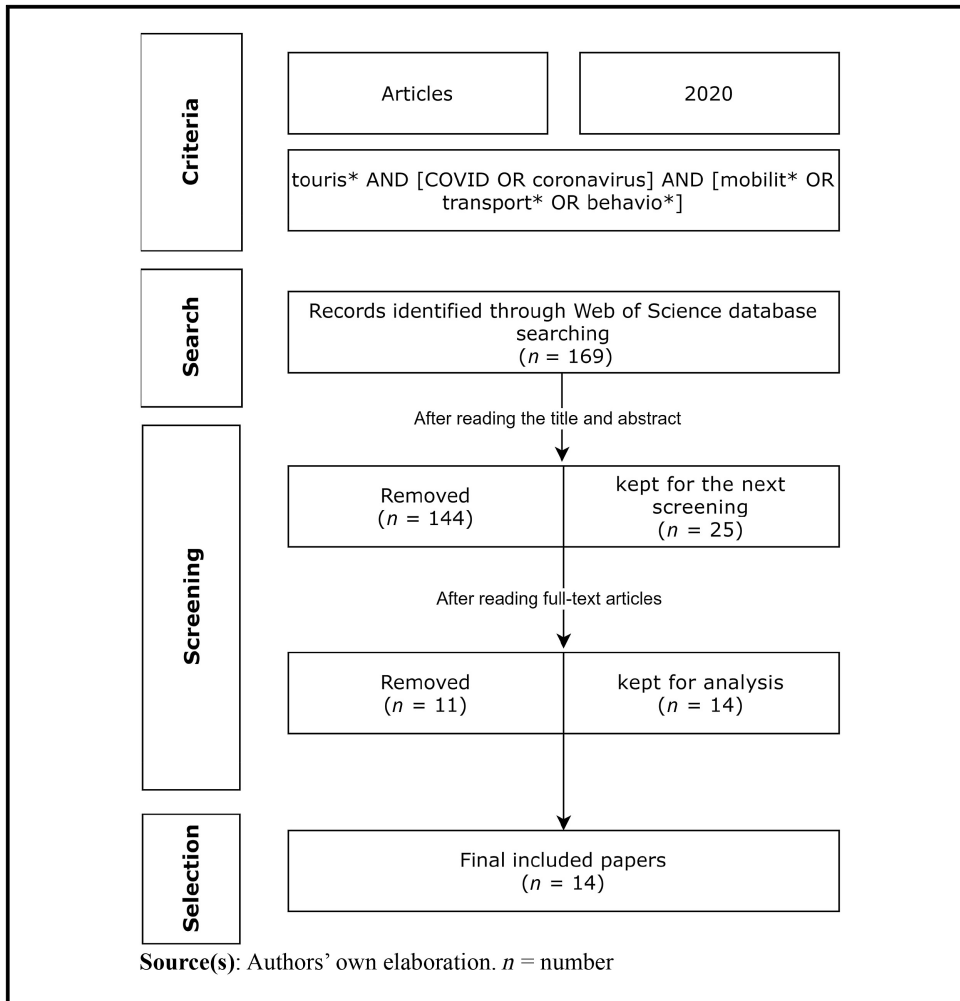 Criteria
Articles
2020
touris* AND [COVID OR coronavirus] AND [mobilit* OR
transport* OR behavio*]
Search
Records identified through Web of Science database
searching
(n = 169)
After reading the title and abstract
Screening
Removed
(n = 144)
kept for the next
screening
(n = 25)
After reading full-text articles
Removed
(n = 11)
kept for analysis
(n = 14)
Selection
Final included papers
(n = 14)
Source(s): Authors’ own elaboration. n = number